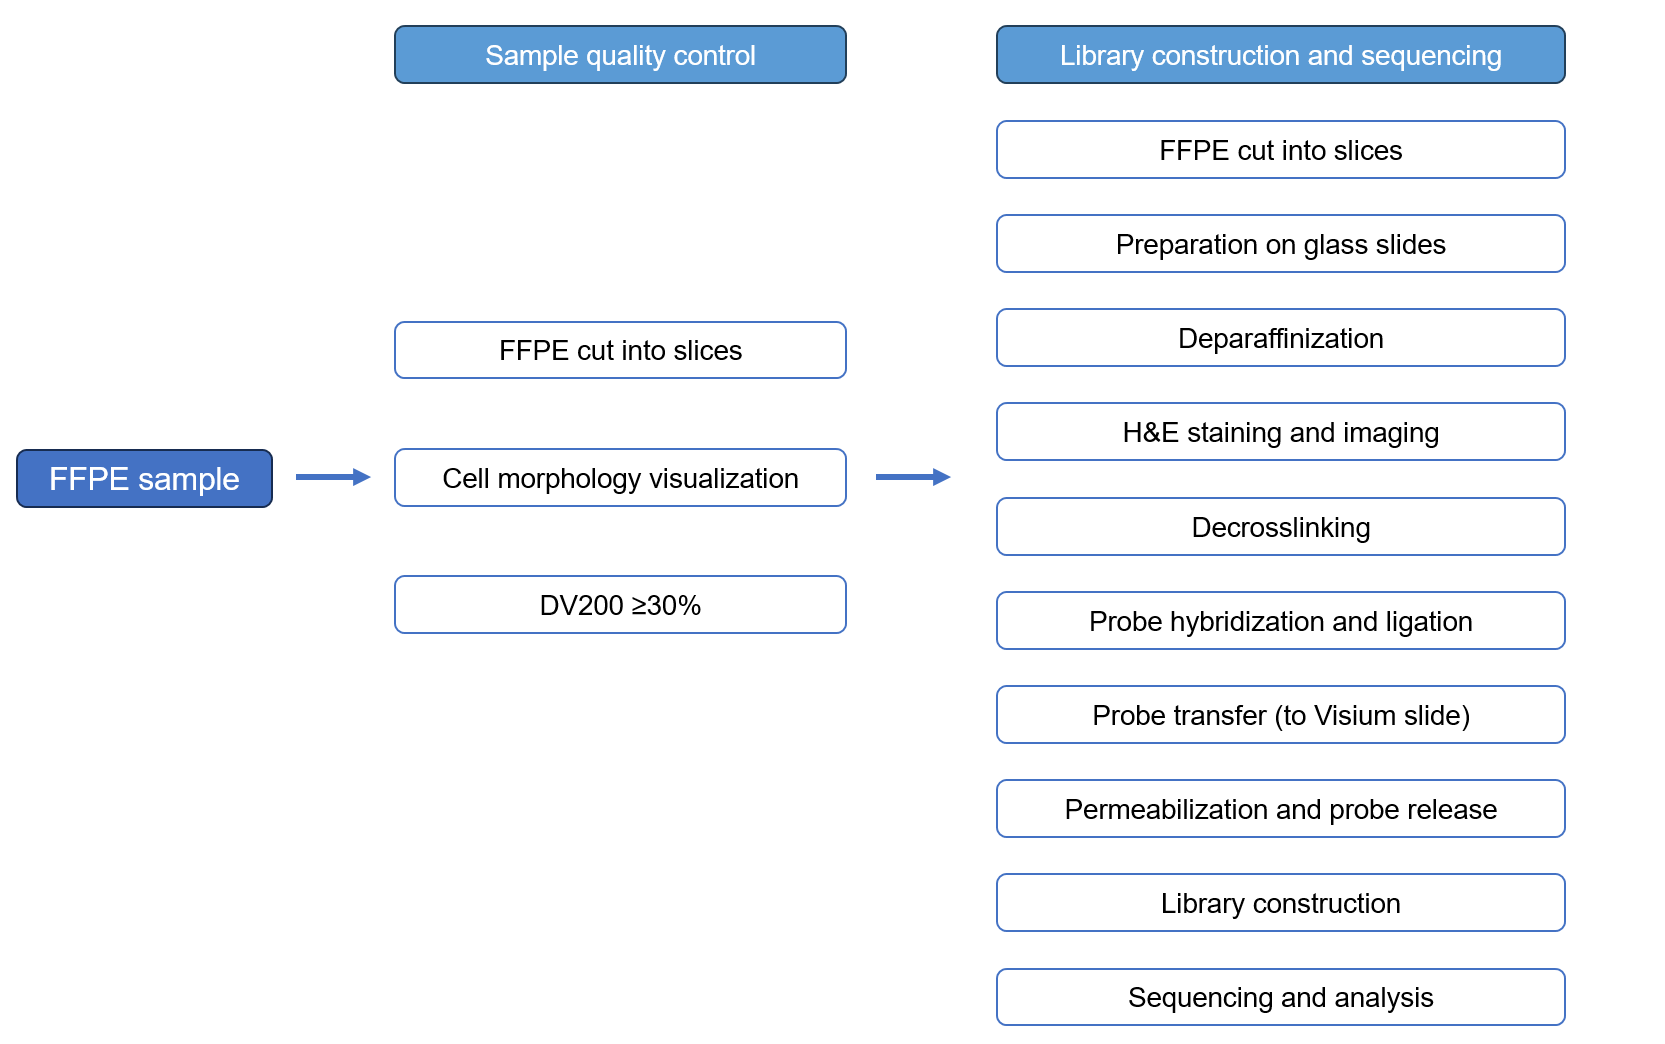 FFPE sample
Sample quality control
FFPE cut into slices
Cell morphology visualization
DV200 ≥30%
Library construction and sequencing
FFPE cut into slices
Preparation on glass slides
Deparaffinization
H&E staining and imaging
Decrosslinking
Probe hybridization and ligation
Probe transfer (to Visium slide)
Permeabilization and probe release
Library construction
Sequencing and analysis